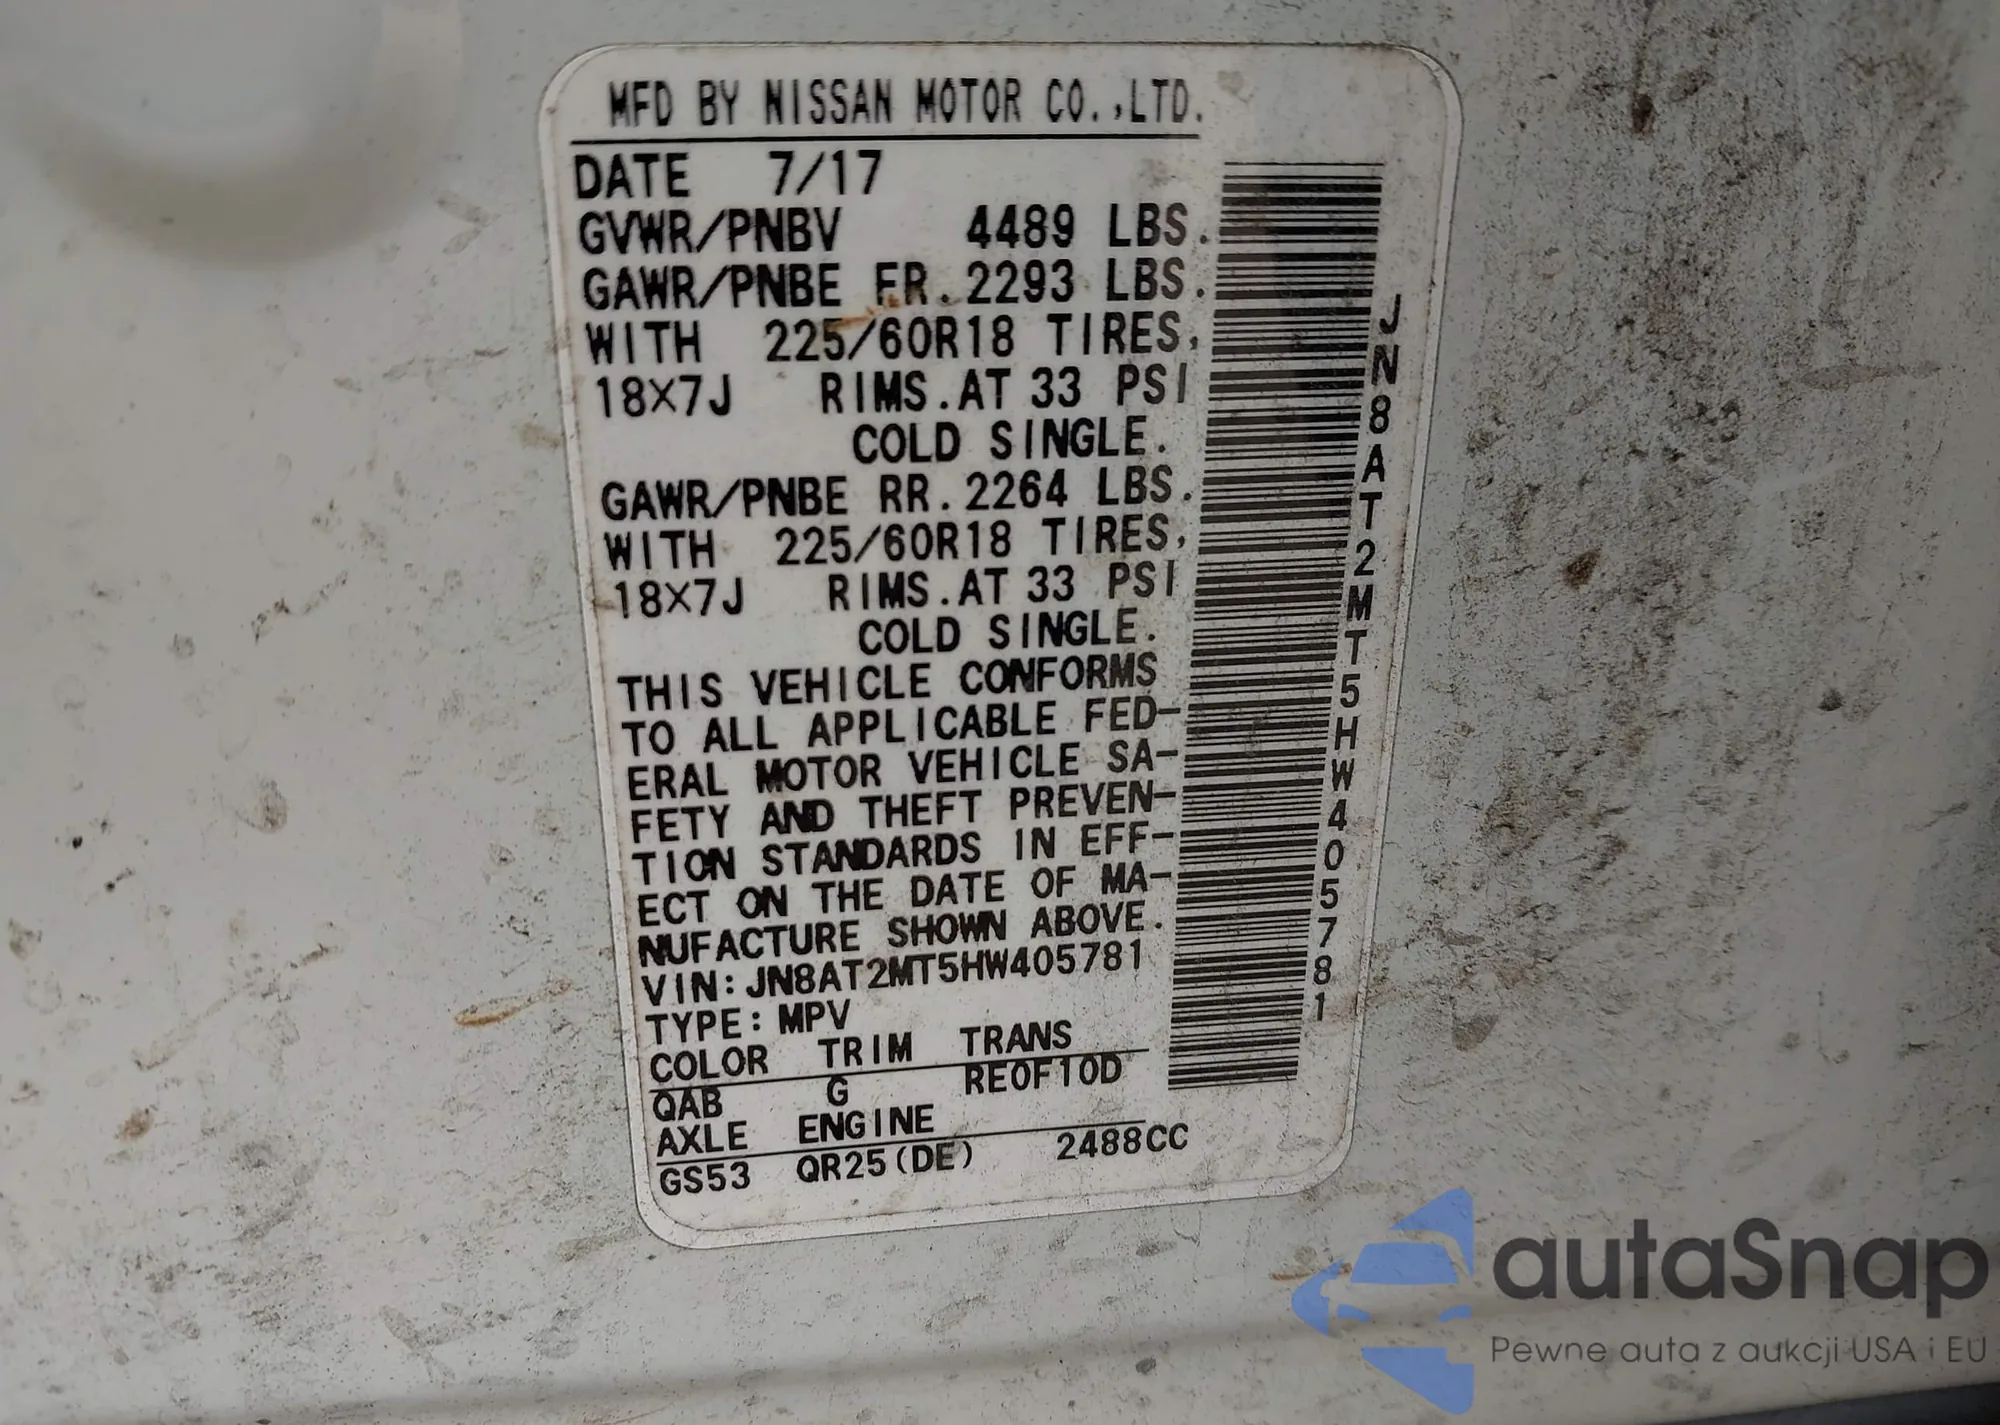 MFD BY NISSAN MOTOR CO.,LTD.
DATE 7/17
GVWR/PNBV 4489 LBS.
GAWR/PNBE FR. 2293 LBS.
WITH 225/60R18 TIRES,
18X7J RIMS. AT 33 PSI
COLD SINGLE.
GAWR/PNBE RR. 2264 LBS.
WITH 225/60R18 TIRES,
18X7J RIMS. AT 33 PSI
COLD SINGLE.
THIS VEHICLE CONFORMS
TO ALL APPLICABLE FED-
ERAL MOTOR VEHICLE SA-
FETY AND THEFT PREVEN-
TION STANDARDS IN EFF-
ECT ON THE DATE OF MA-
NUFACTURE SHOWN ABOVE.
VIN: JN8AT2MT5HW405781
TYPE: MPV
COLOR TRIM TRANS
QAB G RE0F10D
AXLE ENGINE
GS53 QR25(DE) 2488CC
JN8AT2MT5HW405781
autaSnap
Pewne auta z aukcji USA i EU